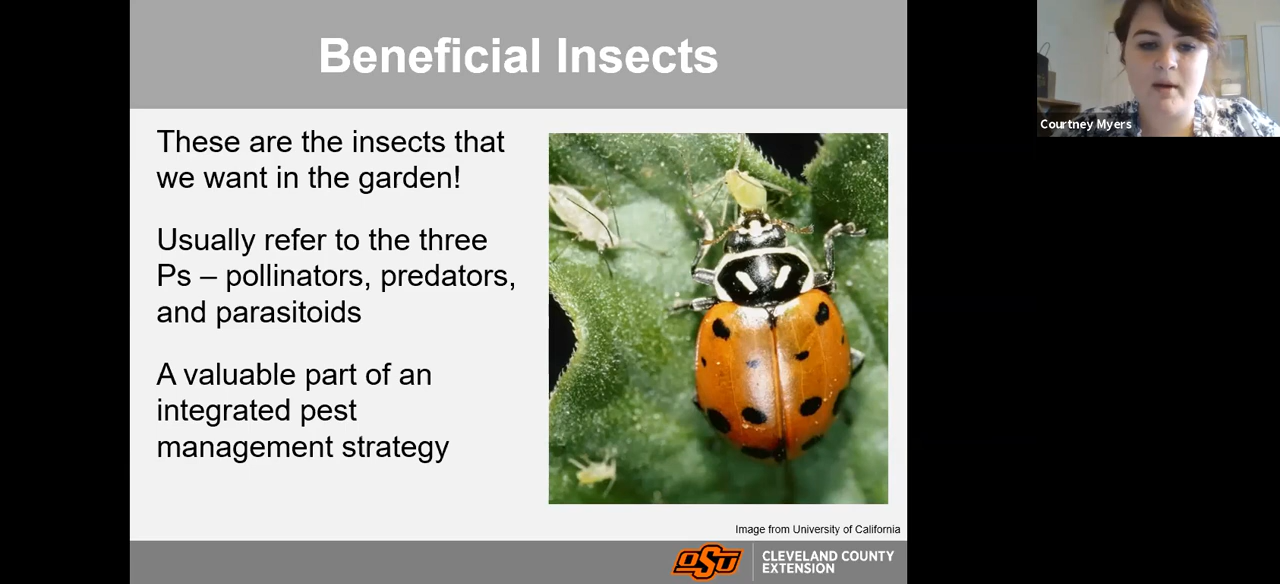 Beneficial Insects
These are the insects that
we want in the garden!
Usually refer to the three
Ps – pollinators, predators,
and parasitoids
A valuable part of an
integrated pest
management strategy
Image from University of California
OSU
CLEVELAND COUNTY
EXTENSION
Courtney Myers